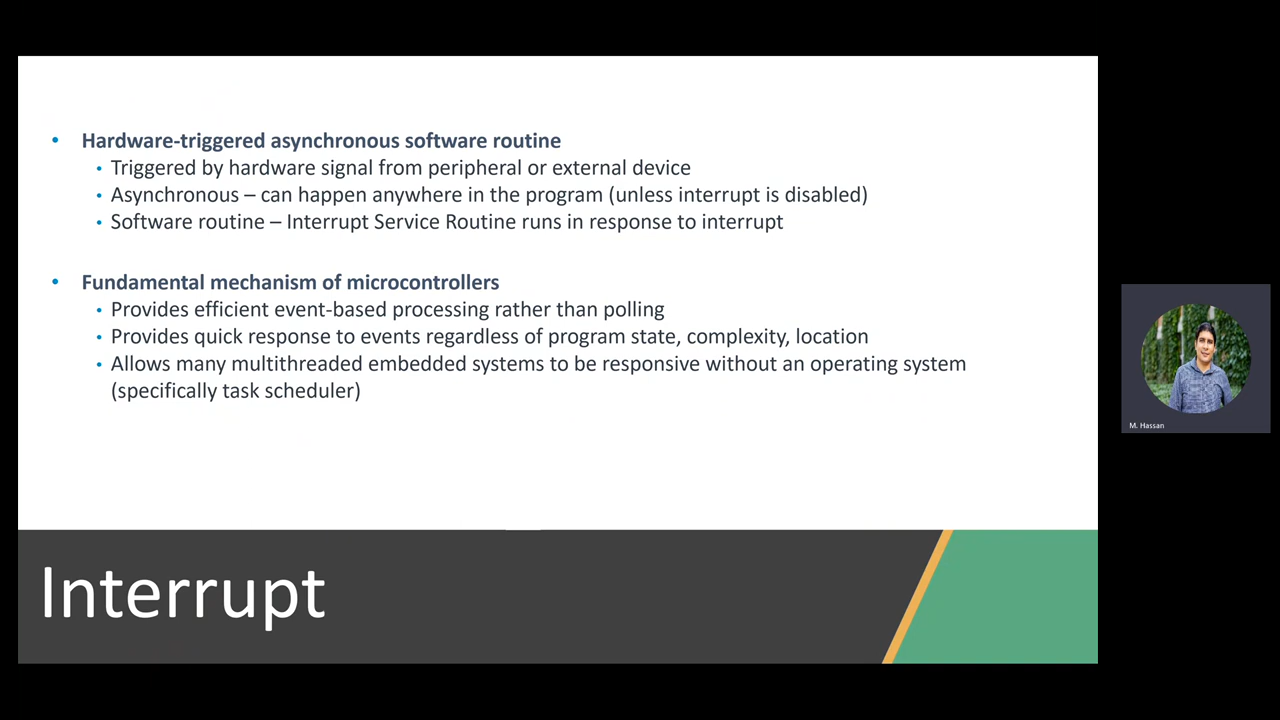 • Hardware-triggered asynchronous software routine
• Triggered by hardware signal from peripheral or external device
• Asynchronous – can happen anywhere in the program (unless interrupt is disabled)
• Software routine – Interrupt Service Routine runs in response to interrupt
• Fundamental mechanism of microcontrollers
• Provides efficient event-based processing rather than polling
• Provides quick response to events regardless of program state, complexity, location
• Allows many multithreaded embedded systems to be responsive without an operating system
(specifically task scheduler)
Interrupt
M. Hassan